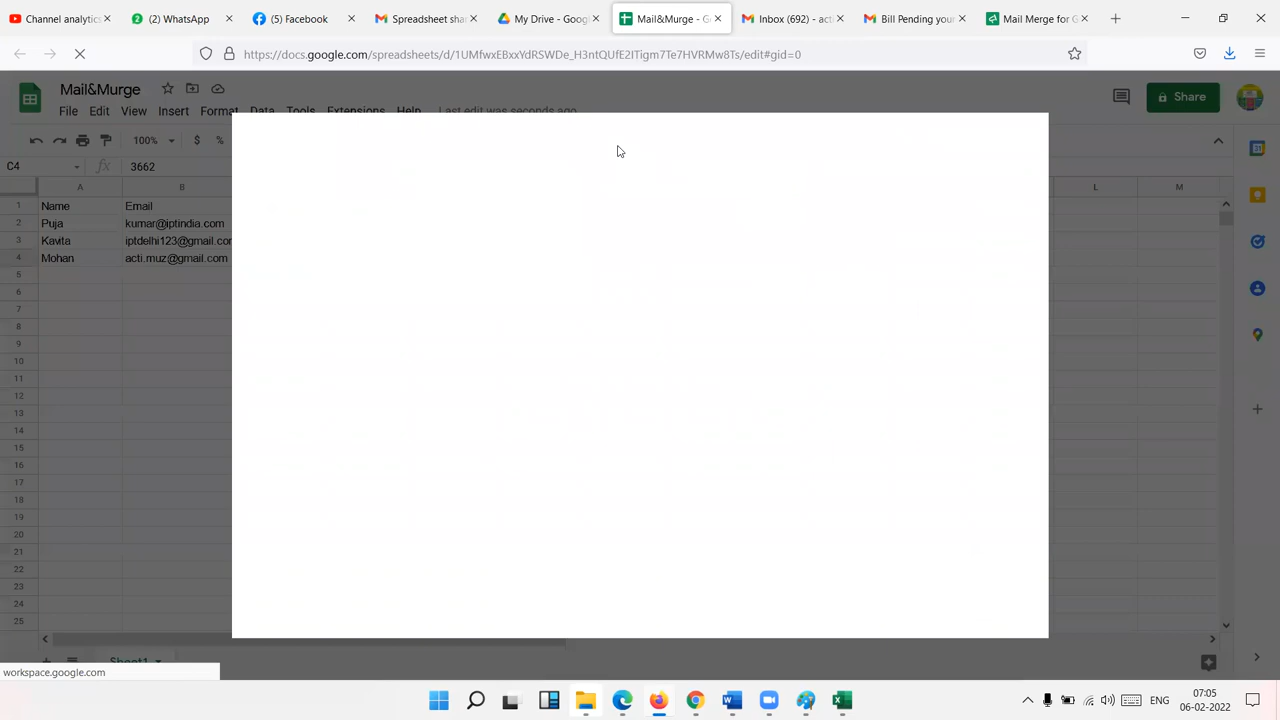 Channel analytics
(2) WhatsApp
(5) Facebook
Spreadsheet sha
My Drive - Goog
Mail&Murge - G
Inbox (692) - acti
Bill Pending your
Mail Merge for G
https://docs.google.com/spreadsheets/d/1UMfwxEBxxYdRSWDe_H3ntQUfE2ITigm7Te7HVRMw8Ts/edit#gid=0
Mail&Murge
File Edit View Insert Format Data Tools Extensions Help Last edit was seconds ago
Share
100% $ %
C4 fx 3662
A B L M
1 Name Email
2 Puja kumar@iptindia.com
3 Kavita iptdelhi123@gmail.com
4 Mohan acti.muz@gmail.com
5
6
7
8
9
10
11
12
13
14
15
16
17
18
19
20
21
22
23
24
25
Sheet1
workspace.google.com
ENG
07:05
06-02-2022